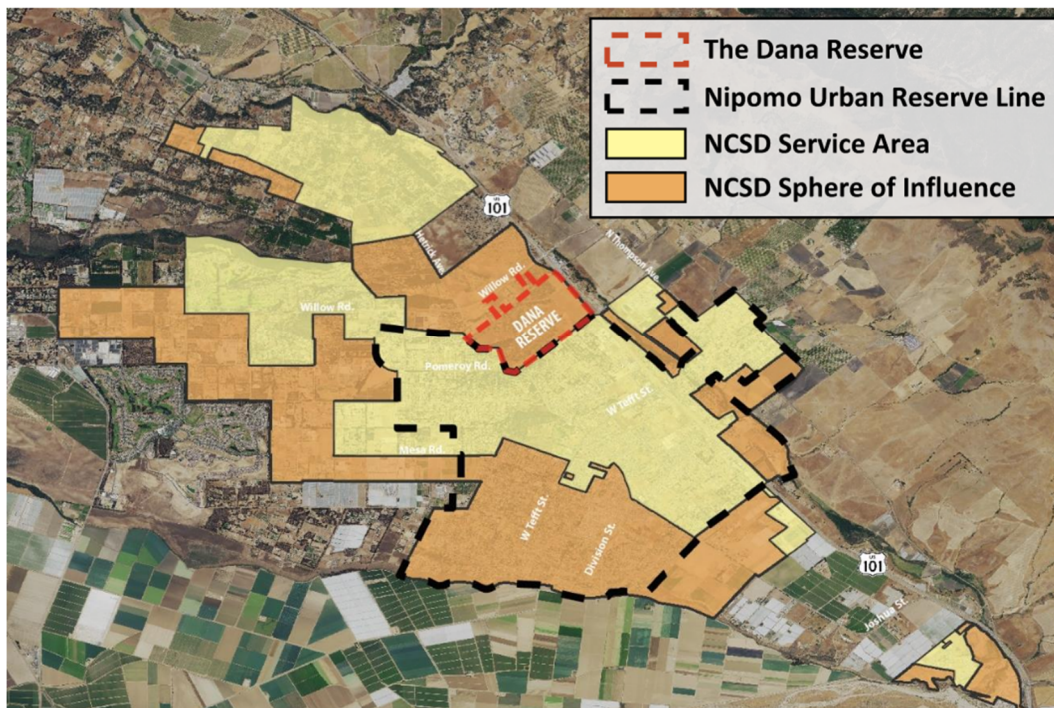 The Dana Reserve
Nipomo Urban Reserve Line
NCSD Service Area
NCSD Sphere of Influence
US
101
Hetrick Ave.
N Thompson Ave.
Willow Rd.
DANA
RESERVE
Willow Rd.
Pomeroy Rd.
W Tefft St.
Mesa Rd.
W Tefft St.
Division St.
US
101
Joshua St.